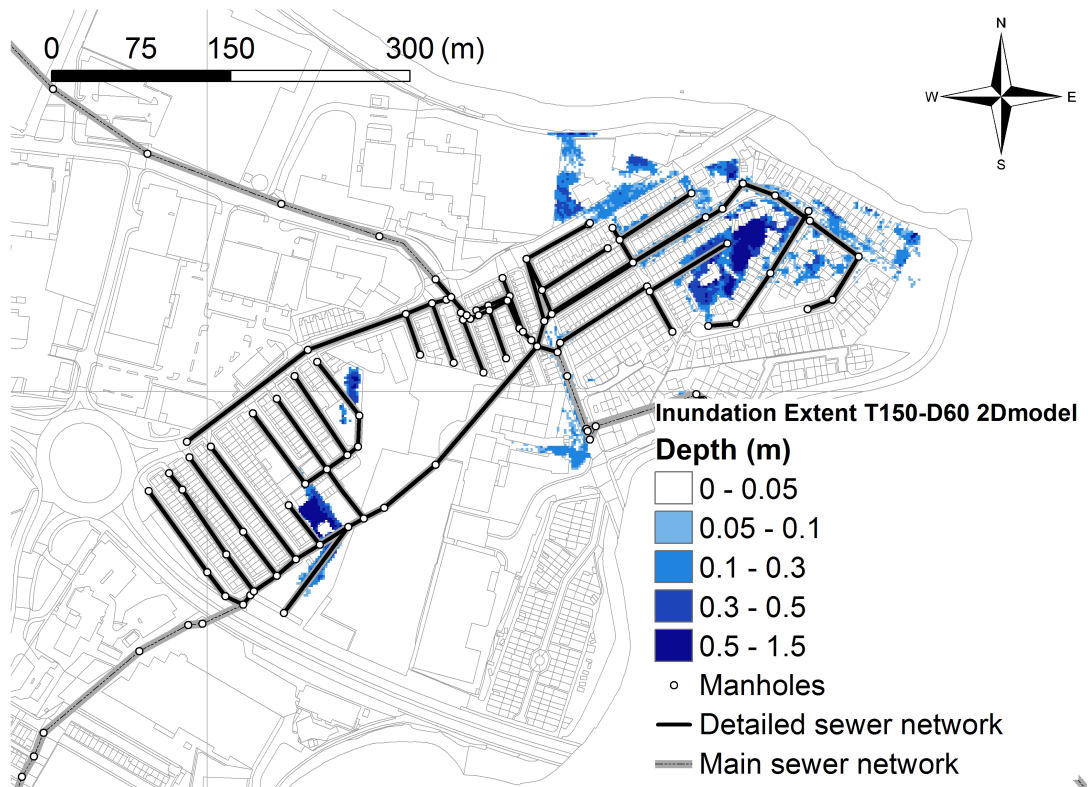 0 75 150 300 (m)
N
W E
S
Inundation Extent T150-D60 2Dmodel
Depth (m)
0 - 0.05
0.05 - 0.1
0.1 - 0.3
0.3 - 0.5
0.5 - 1.5
Manholes
Detailed sewer network
Main sewer network